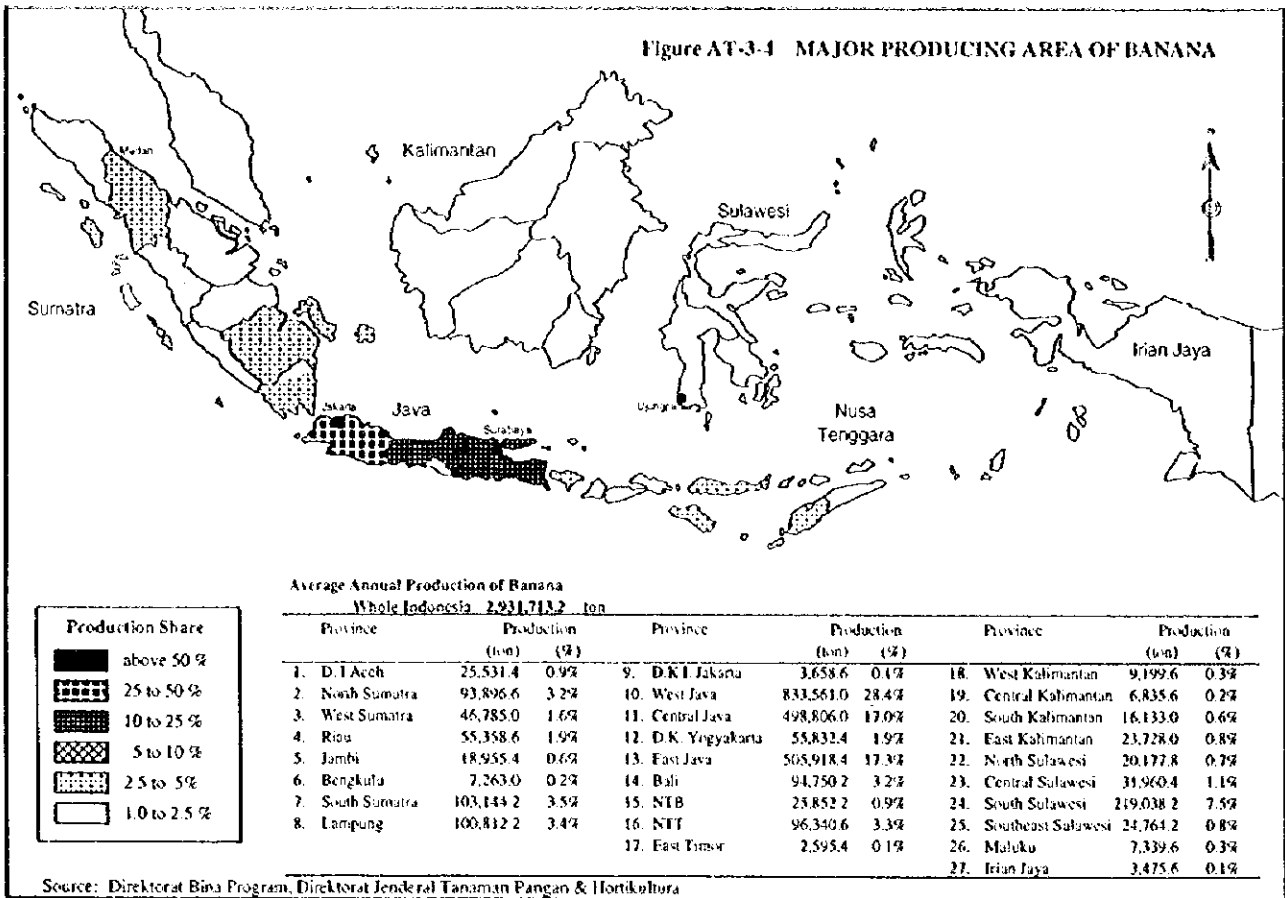 Figure AT-3-4 MAJOR PRODUCING AREA OF BANANA
Medan
Kalimantan
Sulawesi
Sumatra
Irian Jaya
Jakarta
Java
Surabaya
Nusa
Tenggara
Average Annual Production of Banana
Whole Indonesia 2,931,713.2 ton
Production Share
above 50 %
25 to 50 %
10 to 25 %
5 to 10 %
2.5 to 5%
1.0 to 2.5 %
Province Production Province Production Province Production
(ton) (%) (ton) (%) (ton) (%)
1. D.I Aceh 25,531.4 0.9% 9. D.K.I. Jakarta 3,658.6 0.1% 18. West Kalimantan 9,199.6 0.3%
2. North Sumatra 93,896.6 3.2% 10. West Java 833,561.0 28.4% 19. Central Kalimantan 6,835.6 0.2%
3. West Sumatra 46,785.0 1.6% 11. Central Java 498,806.0 17.0% 20. South Kalimantan 16,133.0 0.6%
4. Riau 55,358.6 1.9% 12. D.K. Yogyakarta 55,832.4 1.9% 21. East Kalimantan 23,728.0 0.8%
5. Jambi 18,955.4 0.6% 13. East Java 505,918.4 17.3% 22. North Sulawesi 20,177.8 0.7%
6. Bengkulu 7,263.0 0.2% 14. Bali 94,750.2 3.2% 23. Central Sulawesi 31,960.4 1.1%
7. South Sumatra 103,144.2 3.5% 15. NTB 25,852.2 0.9% 24. South Sulawesi 219,038.2 7.5%
8. Lampung 100,812.2 3.4% 16. NTT 96,340.6 3.3% 25. Southeast Sulawesi 24,764.2 0.8%
17. East Timor 2,595.4 0.1% 26. Maluku 7,339.6 0.3%
27. Irian Jaya 3,475.6 0.1%
Source: Direktorat Bina Program, Direktorat Jenderal Tanaman Pangan & Hortikultura